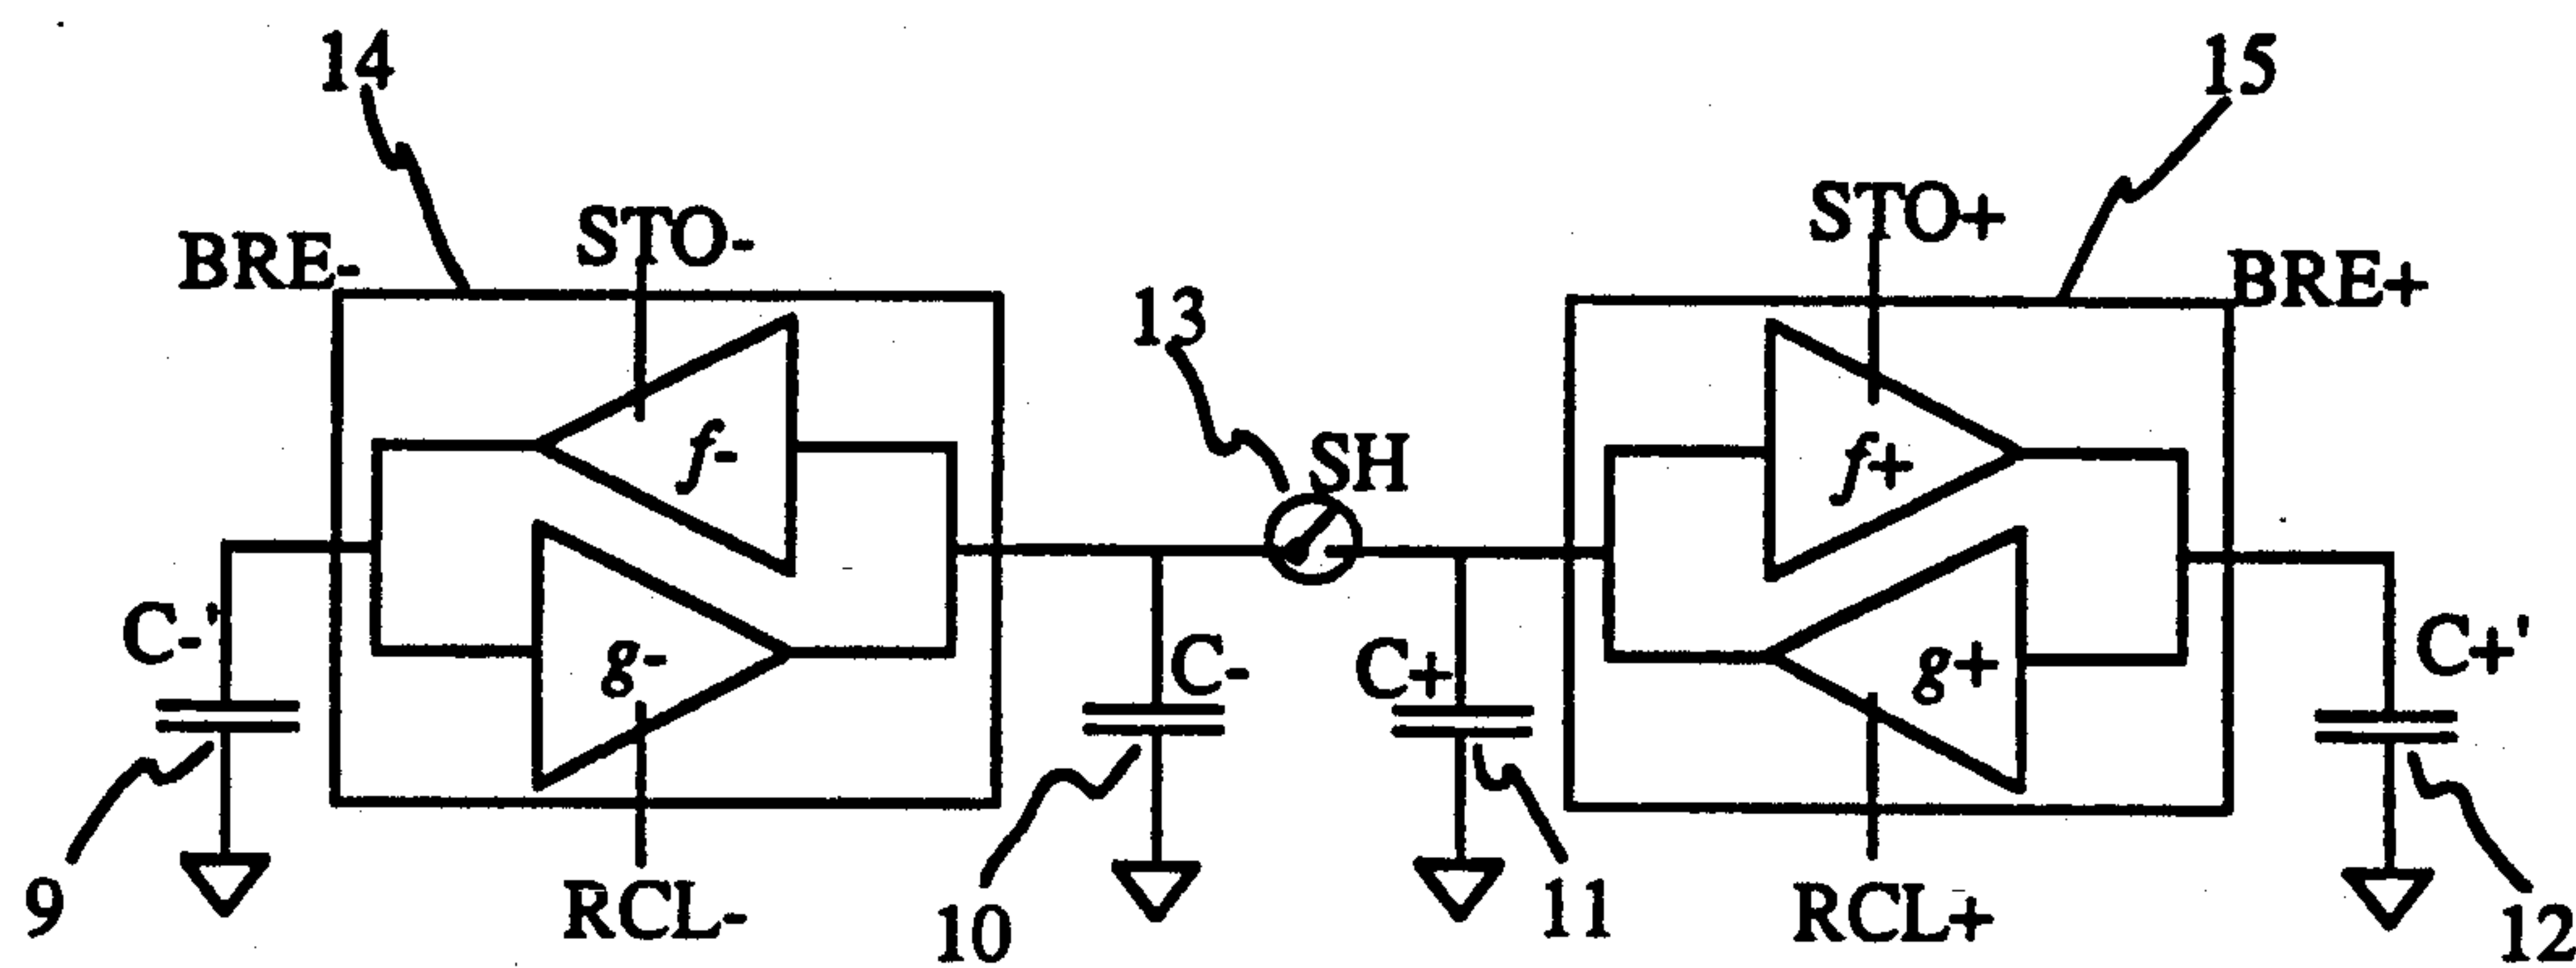 14
15
STO-
STO+
BRE-
BRE+
13
SH
f-
f+
C-'
g-
C-
C+
g+
C+'
9
RCL-
10
11
RCL+
12